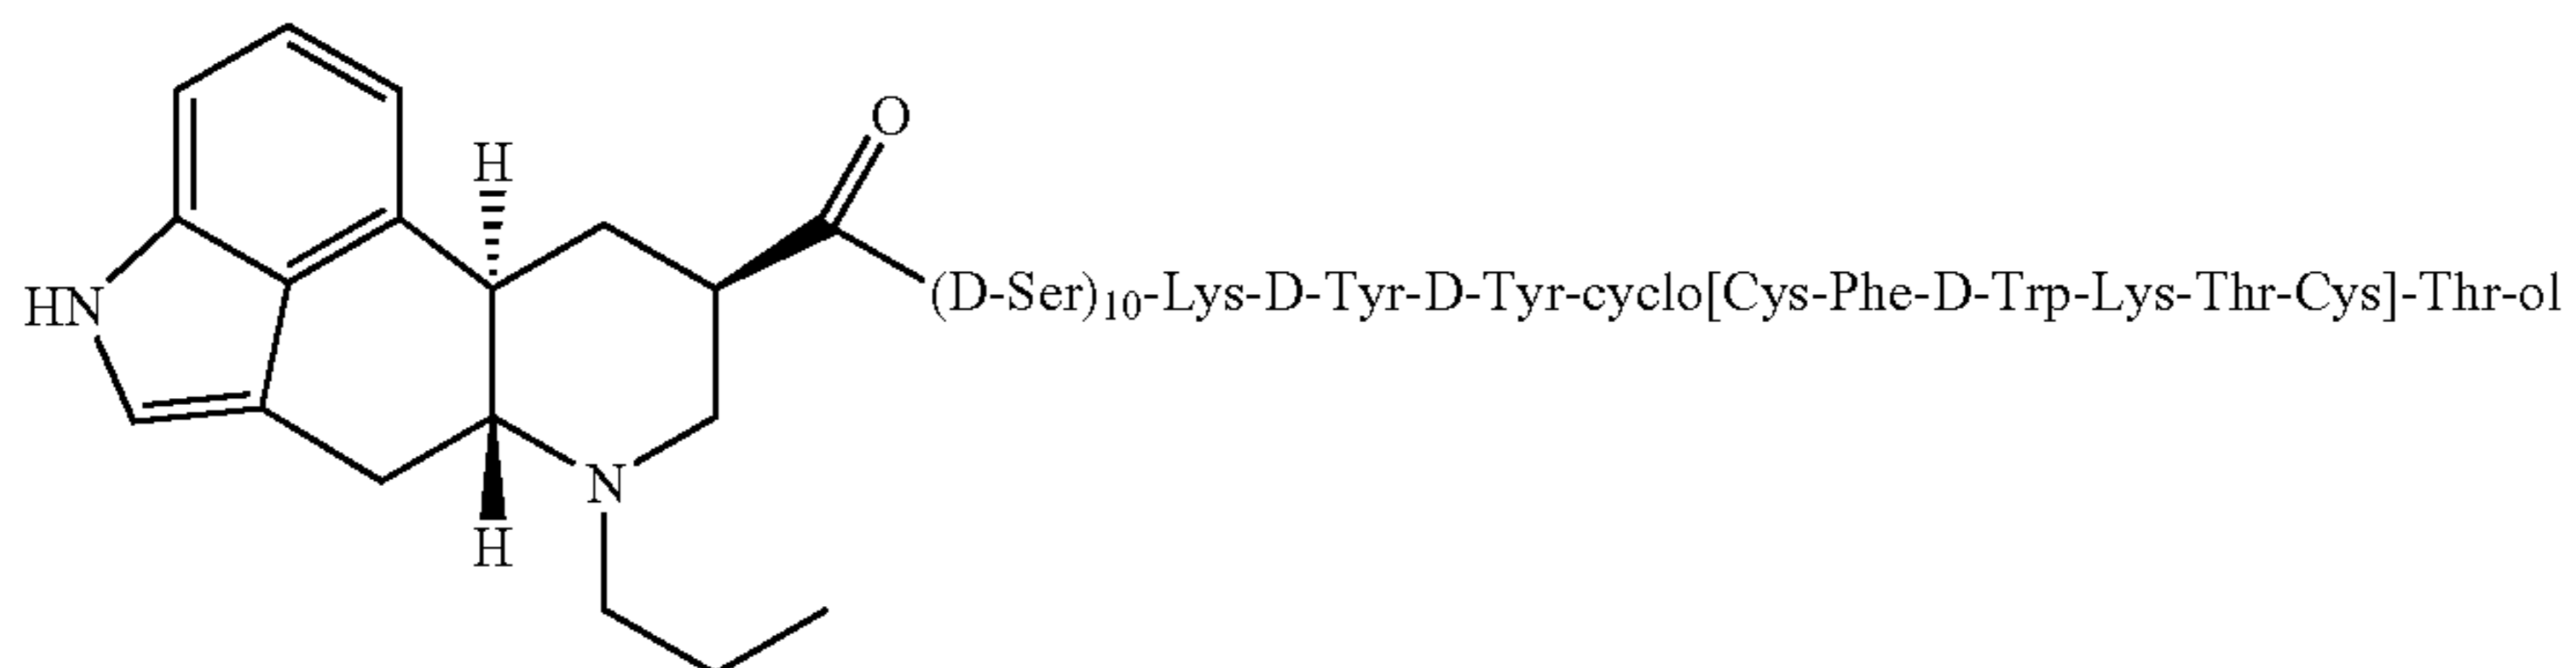 O
H
HN
(D-Ser)10-Lys-D-Tyr-D-Tyr-cyclo[Cys-Phe-D-Trp-Lys-Thr-Cys]-Thr-ol
N
H